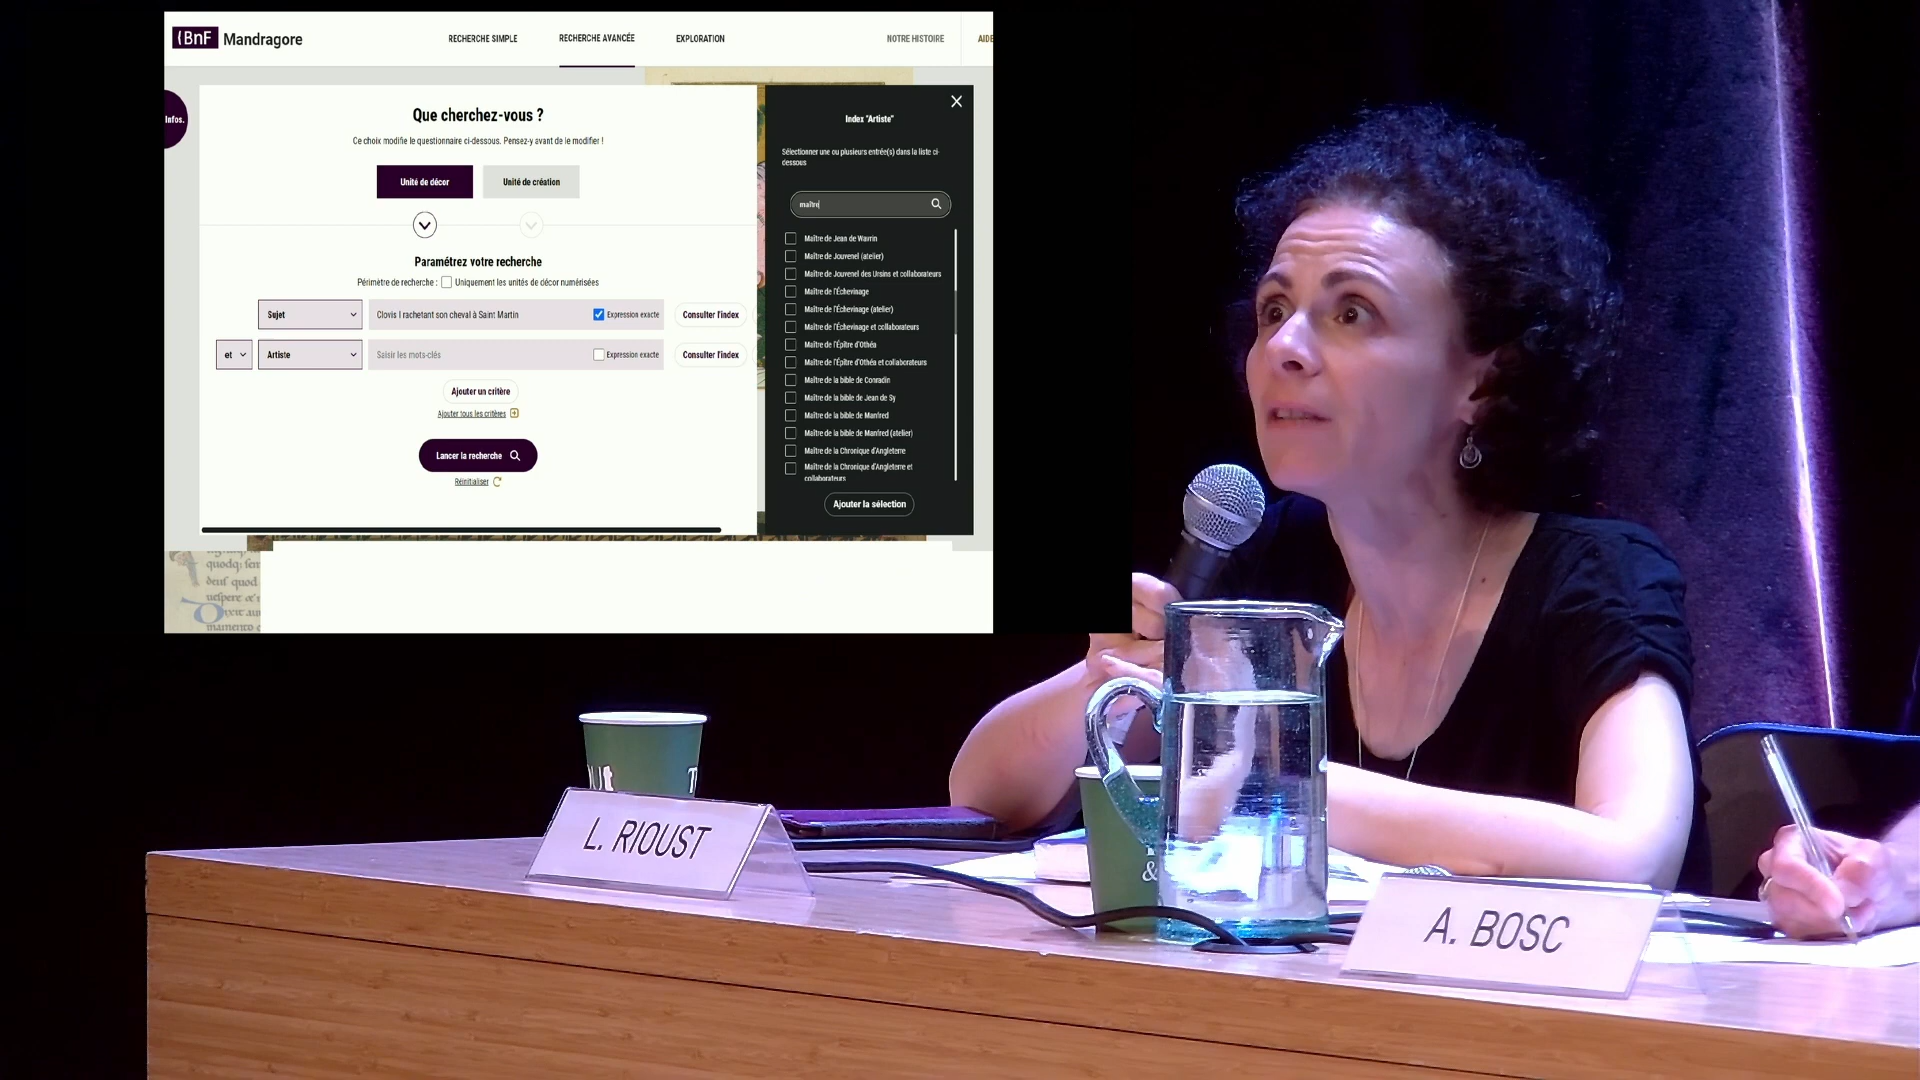 BnF Mandragore
RECHERCHE SIMPLE
RECHERCHE AVANCÉE
EXPLORATION
NOTRE HISTOIRE
AIDE
Infos.
Que cherchez-vous ?
Ce choix modifie le questionnaire ci-dessous. Pensez-y avant de le modifier !
Unité de décor
Unité de création
Paramétrez votre recherche
Périmètre de recherche : Uniquement les unités de décor numérisées
Sujet
Clovis I rachetant son cheval à Saint Martin
Expression exacte
Consulter l'index
et
Artiste
Saisir les mots-clés
Expression exacte
Consulter l'index
Ajouter un critère
Ajouter tous les critères
Lancer la recherche
Réinitialiser
Index "Artiste"
Sélectionner une ou plusieurs entrée(s) dans la liste ci-
dessous
maître
Maître de Jean de Wavrin
Maître de Jouvenel (atelier)
Maître de Jouvenel des Ursins et collaborateurs
Maître de l'Échevinage
Maître de l'Échevinage (atelier)
Maître de l'Échevinage et collaborateurs
Maître de l'Épître d'Othéa
Maître de l'Épître d'Othéa et collaborateurs
Maître de la bible de Conradin
Maître de la bible de Jean de Sy
Maître de la bible de Manfred
Maître de la bible de Manfred (atelier)
Maître de la Chronique d'Angleterre
Maître de la Chronique d'Angleterre et
collaborateurs
Ajouter la sélection
deus quod
L. RIOUST
&
A. BOSC